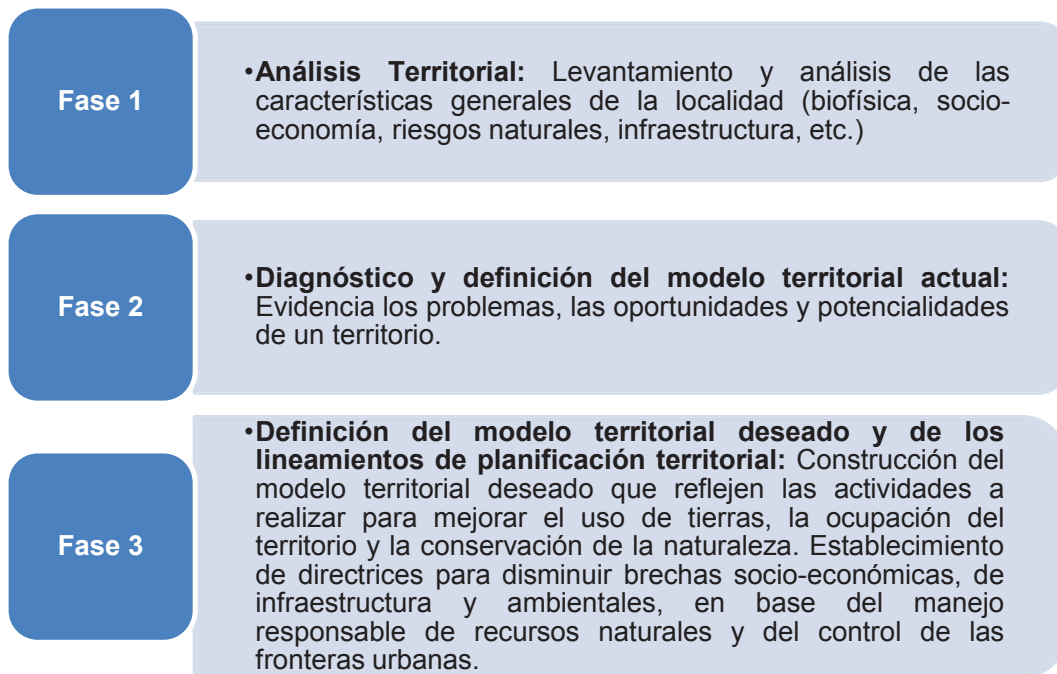 Fase 1
•Análisis Territorial: Levantamiento y análisis de las
características generales de la localidad (biofísica, socio-
economía, riesgos naturales, infraestructura, etc.)
Fase 2
•Diagnóstico y definición del modelo territorial actual:
Evidencia los problemas, las oportunidades y potencialidades
de un territorio.
Fase 3
•Definición del modelo territorial deseado y de los
lineamientos de planificación territorial: Construcción del
modelo territorial deseado que reflejen las actividades a
realizar para mejorar el uso de tierras, la ocupación del
territorio y la conservación de la naturaleza. Establecimiento
de directrices para disminuir brechas socio-económicas, de
infraestructura y ambientales, en base del manejo
responsable de recursos naturales y del control de las
fronteras urbanas.